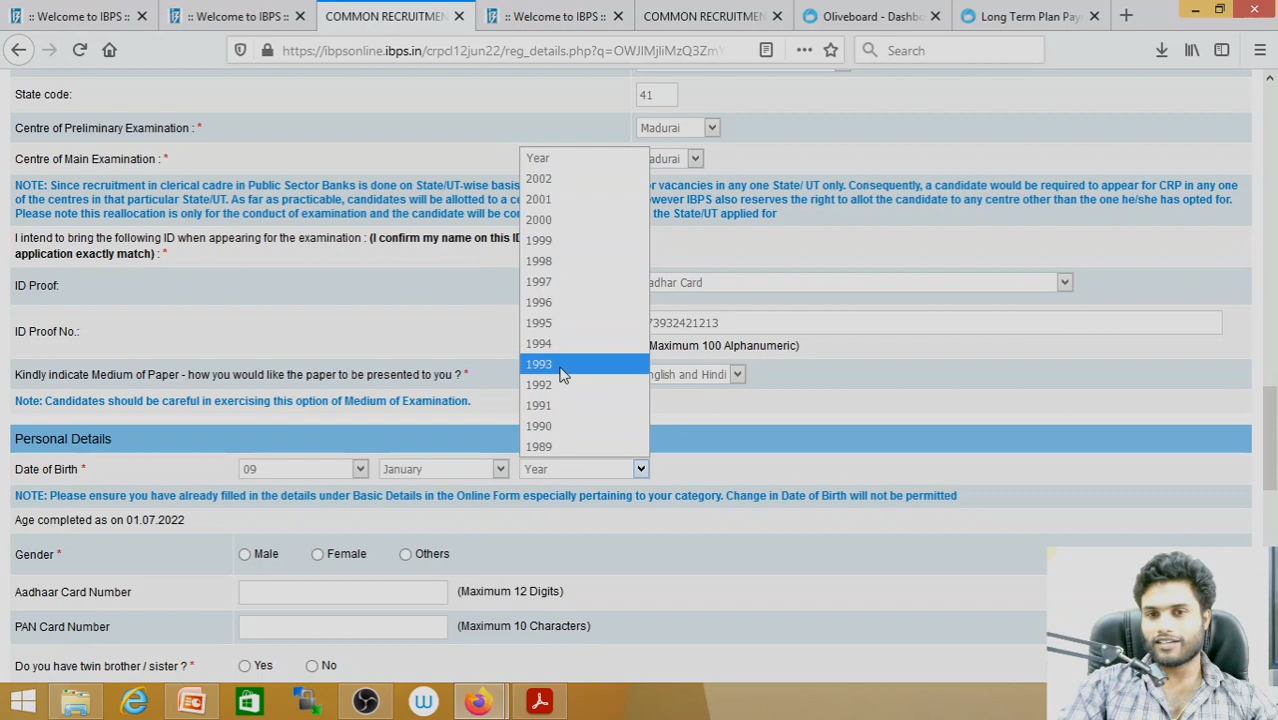 :: Welcome to IBPS ::
:: Welcome to IBPS ::
COMMON RECRUITMEN
:: Welcome to IBPS ::
COMMON RECRUITMEN
Oliveboard - Dashbo
Long Term Plan Pay
https://ibpsonline.ibps.in/crpcl12jun22/reg_details.php?q=
Search
State code:
41
Centre of Preliminary Examination : *
Madurai
Centre of Main Examination : *
adurai
NOTE: Since recruitment in clerical cadre in Public Sector Banks is done on State/UT-wise basis
or vacancies in any one State/ UT only. Consequently, a candidate would be required to appear for CRP in any one
of the centres in that particular State/UT. As far as practicable, candidates will be allotted to a c
owever IBPS also reserves the right to allot the candidate to any centre other than the one he/she has opted for.
Please note this reallocation is only for the conduct of examination and the candidate will be co
the State/UT applied for
I intend to bring the following ID when appearing for the examination : (I confirm my name on this ID
application exactly match) : *
ID Proof:
adhar Card
ID Proof No.:
73932421213
Maximum 100 Alphanumeric)
Kindly indicate Medium of Paper - how you would like the paper to be presented to you ? *
nglish and Hindi
Note: Candidates should be careful in exercising this option of Medium of Examination.
Year
2002
2001
2000
1999
1998
1997
1996
1995
1994
1993
1992
1991
1990
1989
Personal Details
Date of Birth *
09
January
Year
NOTE: Please ensure you have already filled in the details under Basic Details in the Online Form especially pertaining to your category. Change in Date of Birth will not be permitted
Age completed as on 01.07.2022
Gender *
Male
Female
Others
Aadhaar Card Number
(Maximum 12 Digits)
PAN Card Number
(Maximum 10 Characters)
Do you have twin brother / sister ? *
Yes
No